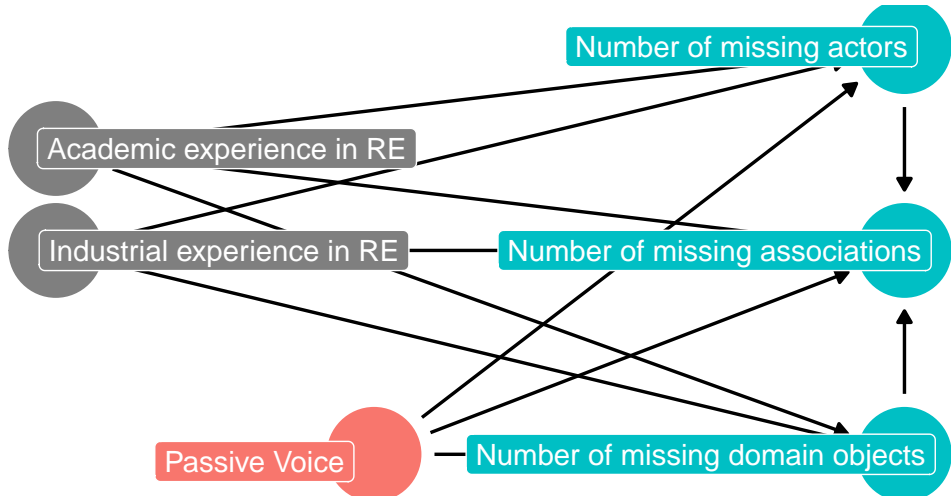 Number of missing actors
Academic experience in RE
Industrial experience in RE
Number of missing associations
Passive Voice
Number of missing domain objects